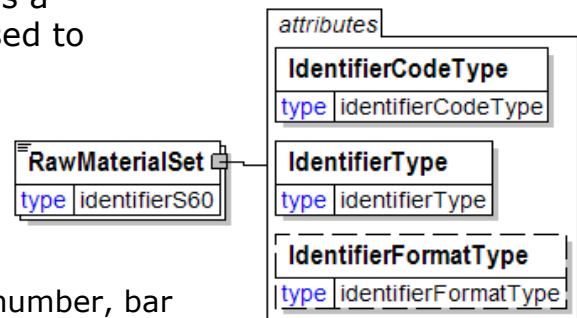 s a
sed to
attributes
IdentifierCodeType
type identifierCodeType
RawMaterialSet
type identifierS60
IdentifierType
type identifierType
IdentifierFormatType
type identifierFormatType
number, bar